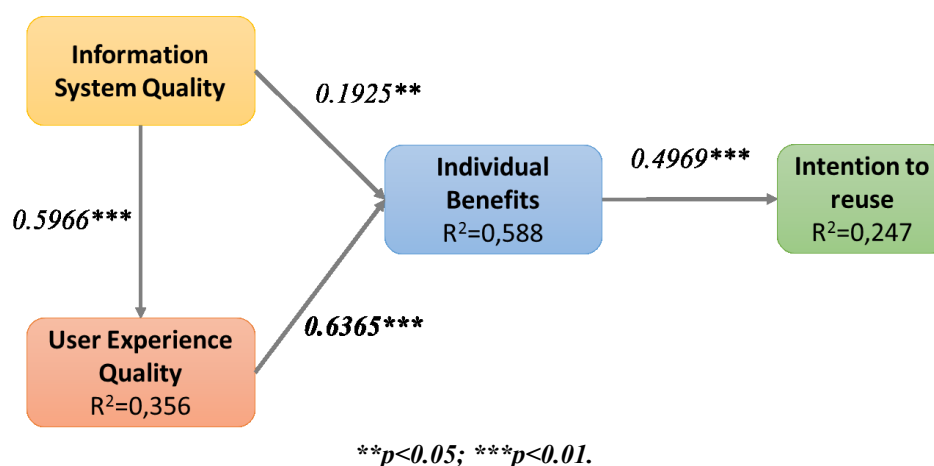 Information
System Quality
0.1925**
0.5966***
Individual
Benefits
R²=0,588
0.4969***
Intention to
reuse
R²=0,247
User Experience
Quality
R²=0,356
0.6365***
**p<0.05; ***p<0.01.